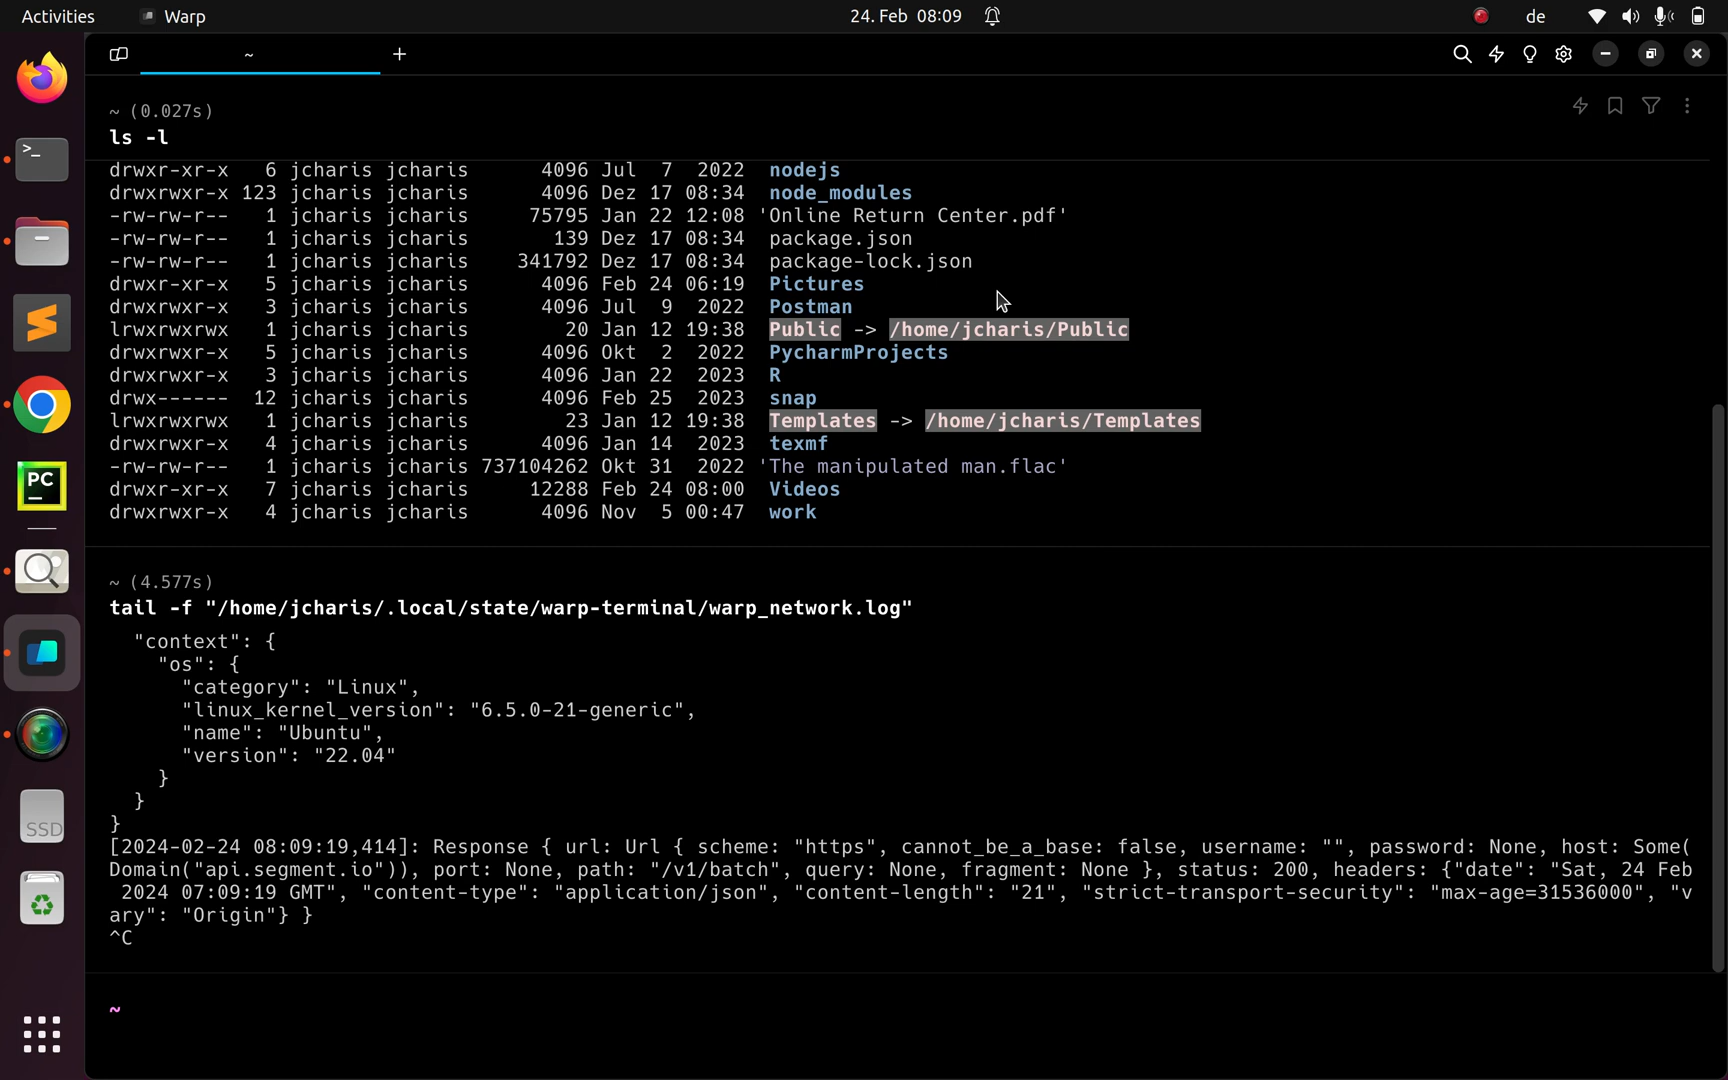 Activities Warp 24. Feb 08:09 de
~ +
~ (0.027s)
ls -l
drwxr-xr-x 6 jcharis jcharis 4096 Jul 7 2022 nodejs
drwxrwxr-x 123 jcharis jcharis 4096 Dez 17 08:34 node_modules
-rw-rw-r-- 1 jcharis jcharis 75795 Jan 22 12:08 'Online Return Center.pdf'
-rw-rw-r-- 1 jcharis jcharis 139 Dez 17 08:34 package.json
-rw-rw-r-- 1 jcharis jcharis 341792 Dez 17 08:34 package-lock.json
drwxr-xr-x 5 jcharis jcharis 4096 Feb 24 06:19 Pictures
drwxrwxr-x 3 jcharis jcharis 4096 Jul 9 2022 Postman
lrwxrwxrwx 1 jcharis jcharis 20 Jan 12 19:38 Public -> /home/jcharis/Public
drwxrwxr-x 5 jcharis jcharis 4096 Okt 2 2022 PycharmProjects
drwxrwxr-x 3 jcharis jcharis 4096 Jan 22 2023 R
drwx------ 12 jcharis jcharis 4096 Feb 25 2023 snap
lrwxrwxrwx 1 jcharis jcharis 23 Jan 12 19:38 Templates -> /home/jcharis/Templates
drwxrwxr-x 4 jcharis jcharis 4096 Jan 14 2023 texmf
-rw-rw-r-- 1 jcharis jcharis 737104262 Okt 31 2022 'The manipulated man.flac'
drwxr-xr-x 7 jcharis jcharis 12288 Feb 24 08:00 Videos
drwxrwxr-x 4 jcharis jcharis 4096 Nov 5 00:47 work
~ (4.577s)
tail -f "/home/jcharis/.local/state/warp-terminal/warp_network.log"
"context": {
"os": {
"category": "Linux",
"linux_kernel_version": "6.5.0-21-generic",
"name": "Ubuntu",
"version": "22.04"
}
}
}
[2024-02-24 08:09:19,414]: Response { url: Url { scheme: "https", cannot_be_a_base: false, username: "", password: None, host: Some(
Domain("api.segment.io")), port: None, path: "/v1/batch", query: None, fragment: None }, status: 200, headers: {"date": "Sat, 24 Feb
2024 07:09:19 GMT", "content-type": "application/json", "content-length": "21", "strict-transport-security": "max-age=31536000", "v
ary": "Origin"} }
^C
~
>_
PC
SSD